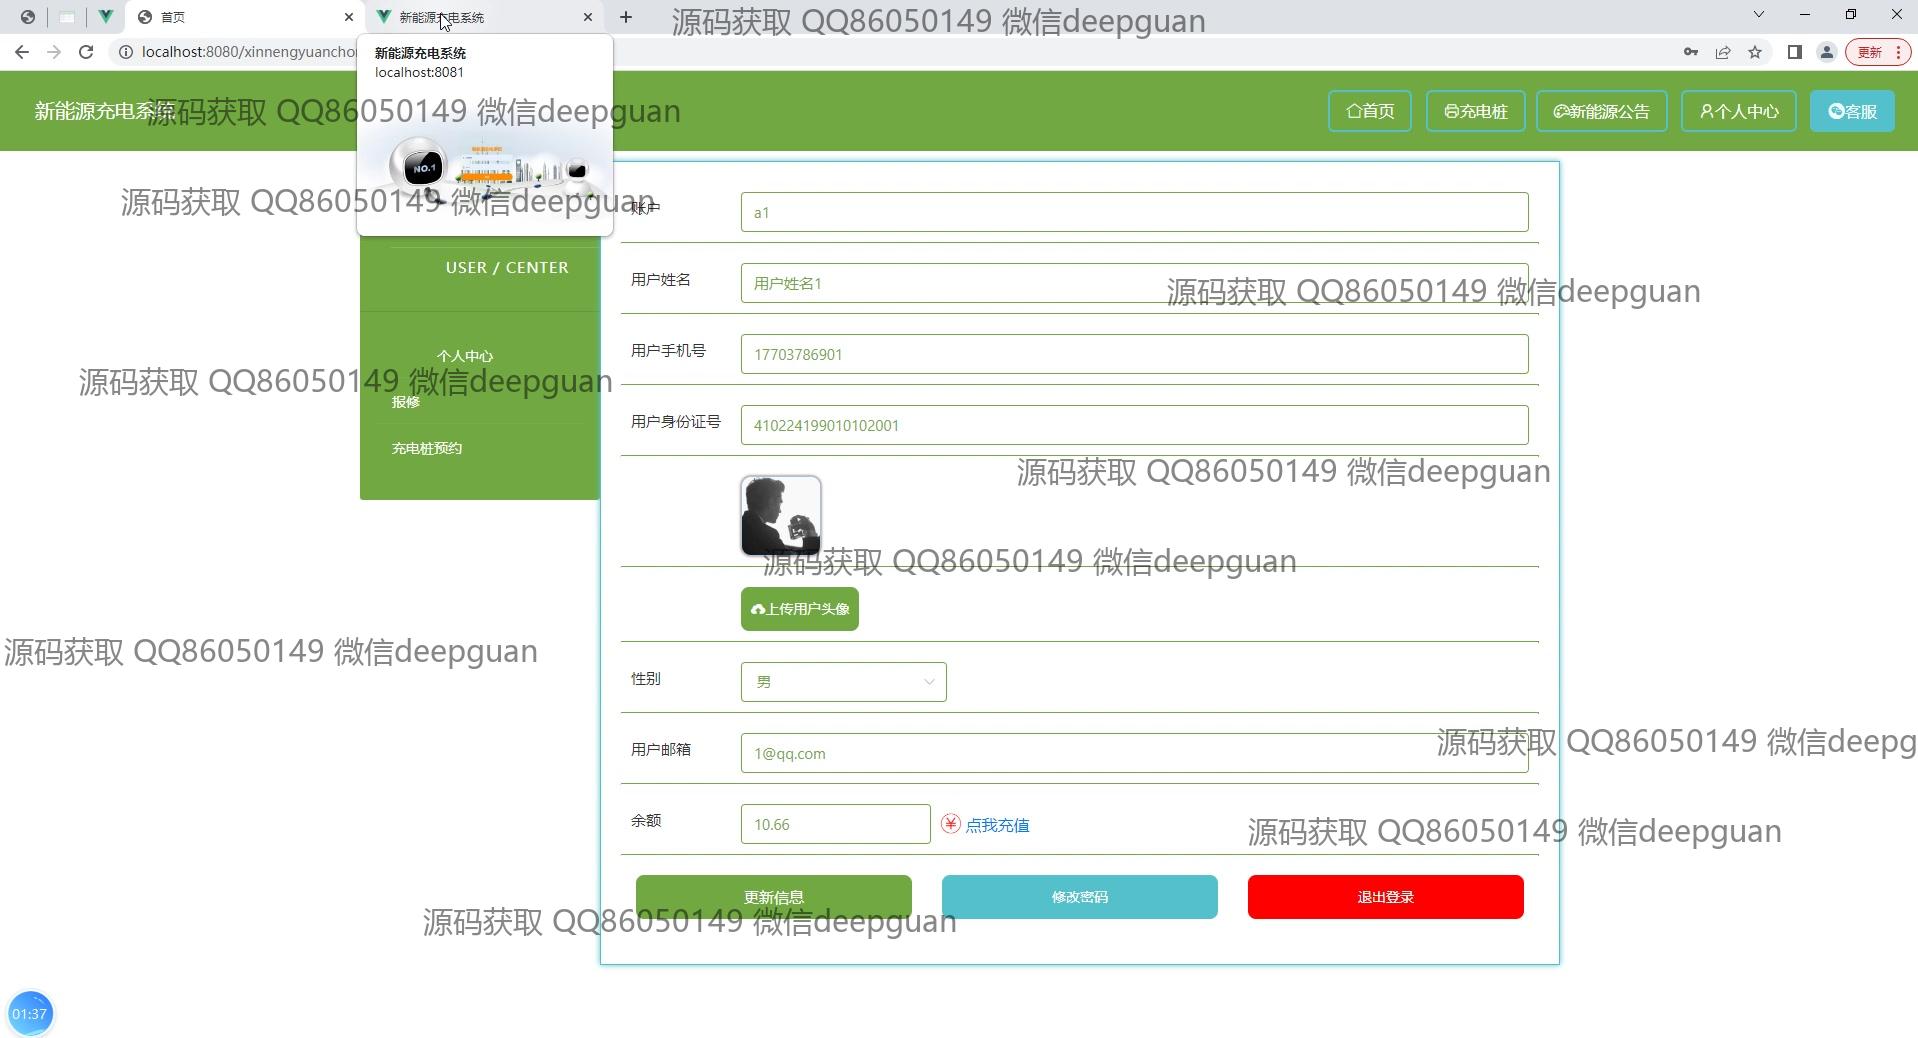 首页
新能源充电系统
源码获取 QQ86050149 微信deepguan
localhost:8080/xinnengyuancho
更新
新能源充电系统
localhost:8081
NO.1
新能源充电系统
源码获取 QQ86050149 微信deepguan
首页
充电桩
新能源公告
个人中心
客服
源码获取 QQ86050149 微信deepguan
账户
a1
USER / CENTER
用户姓名
用户姓名1
源码获取 QQ86050149 微信deepguan
个人中心
用户手机号
17703786901
源码获取 QQ86050149 微信deepguan
报修
用户身份证号
410224199010102001
充电桩预约
源码获取 QQ86050149 微信deepguan
源码获取 QQ86050149 微信deepguan
上传用户头像
源码获取 QQ86050149 微信deepguan
性别
男
用户邮箱
1@qq.com
源码获取 QQ86050149 微信deepg
余额
10.66
¥ 点我充值
源码获取 QQ86050149 微信deepguan
更新信息
修改密码
退出登录
源码获取 QQ86050149 微信deepguan
01:37